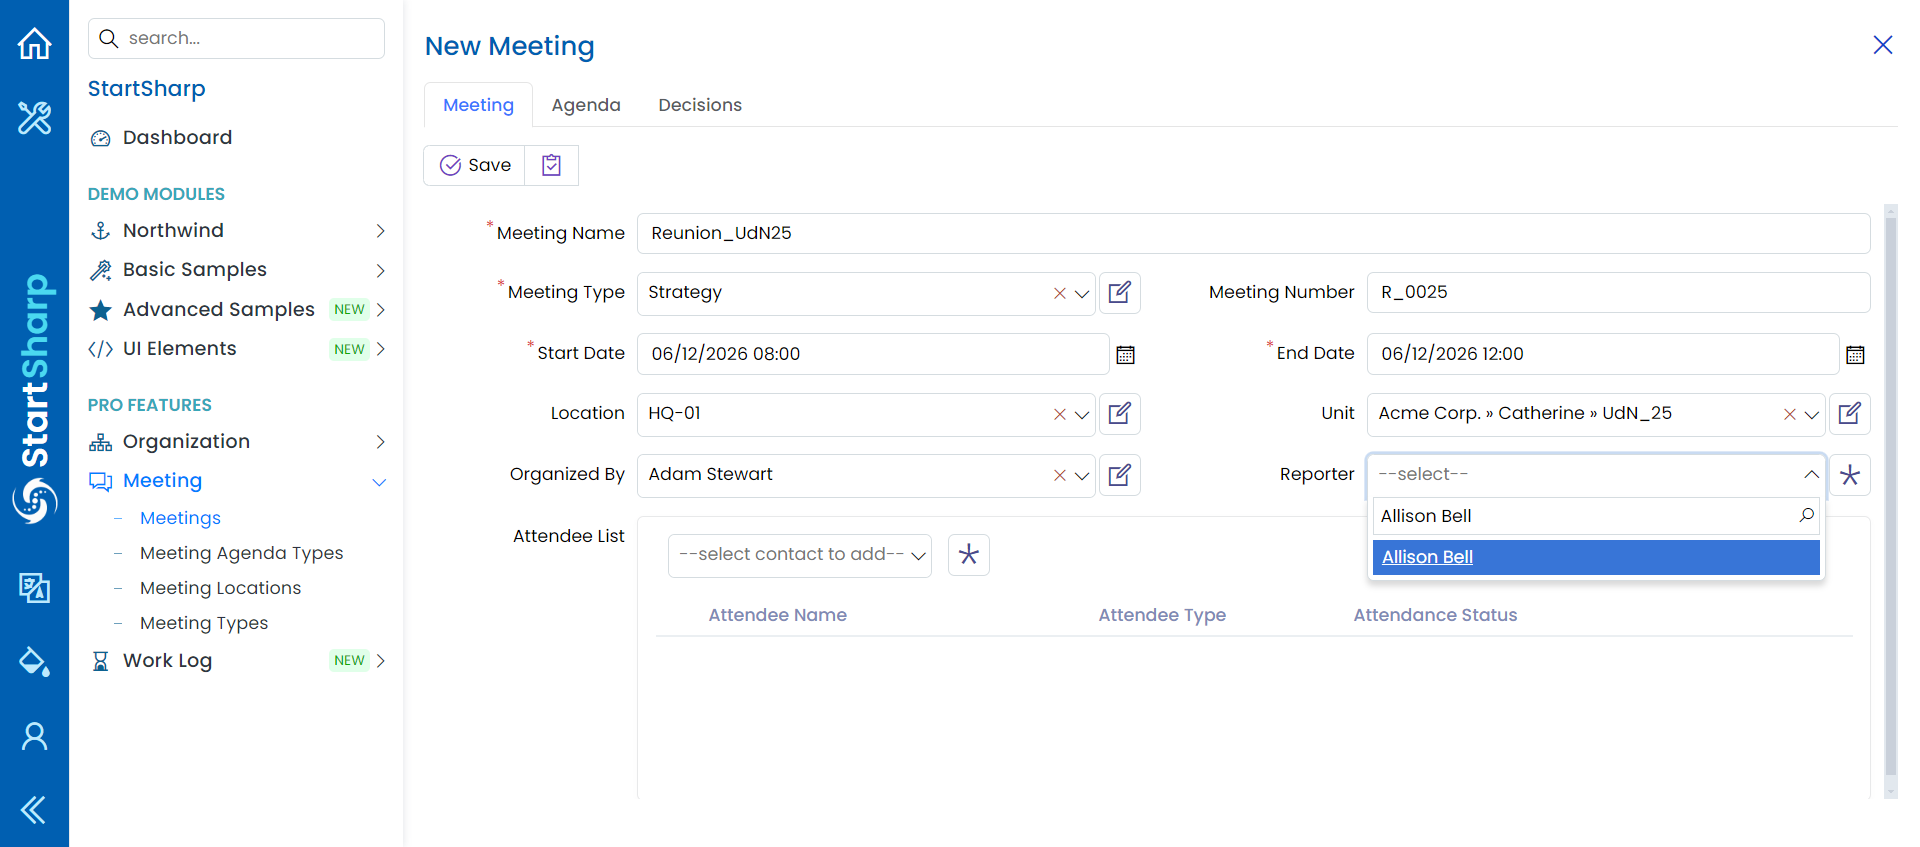 search...
StartSharp
Dashboard
DEMO MODULES
Northwind
Basic Samples
Advanced Samples NEW
UI Elements NEW
PRO FEATURES
Organization
Meeting
Meetings
Meeting Agenda Types
Meeting Locations
Meeting Types
Work Log NEW
StartSharp
New Meeting
Meeting Agenda Decisions
Save
* Meeting Name Reunion_UdN25
* Meeting Type Strategy Meeting Number R_0025
* Start Date 06/12/2026 08:00 * End Date 06/12/2026 12:00
Location HQ-01 Unit Acme Corp. » Catherine » UdN_25
Organized By Adam Stewart Reporter --select--
Allison Bell
Allison Bell
Attendee List --select contact to add--
Attendee Name Attendee Type Attendance Status